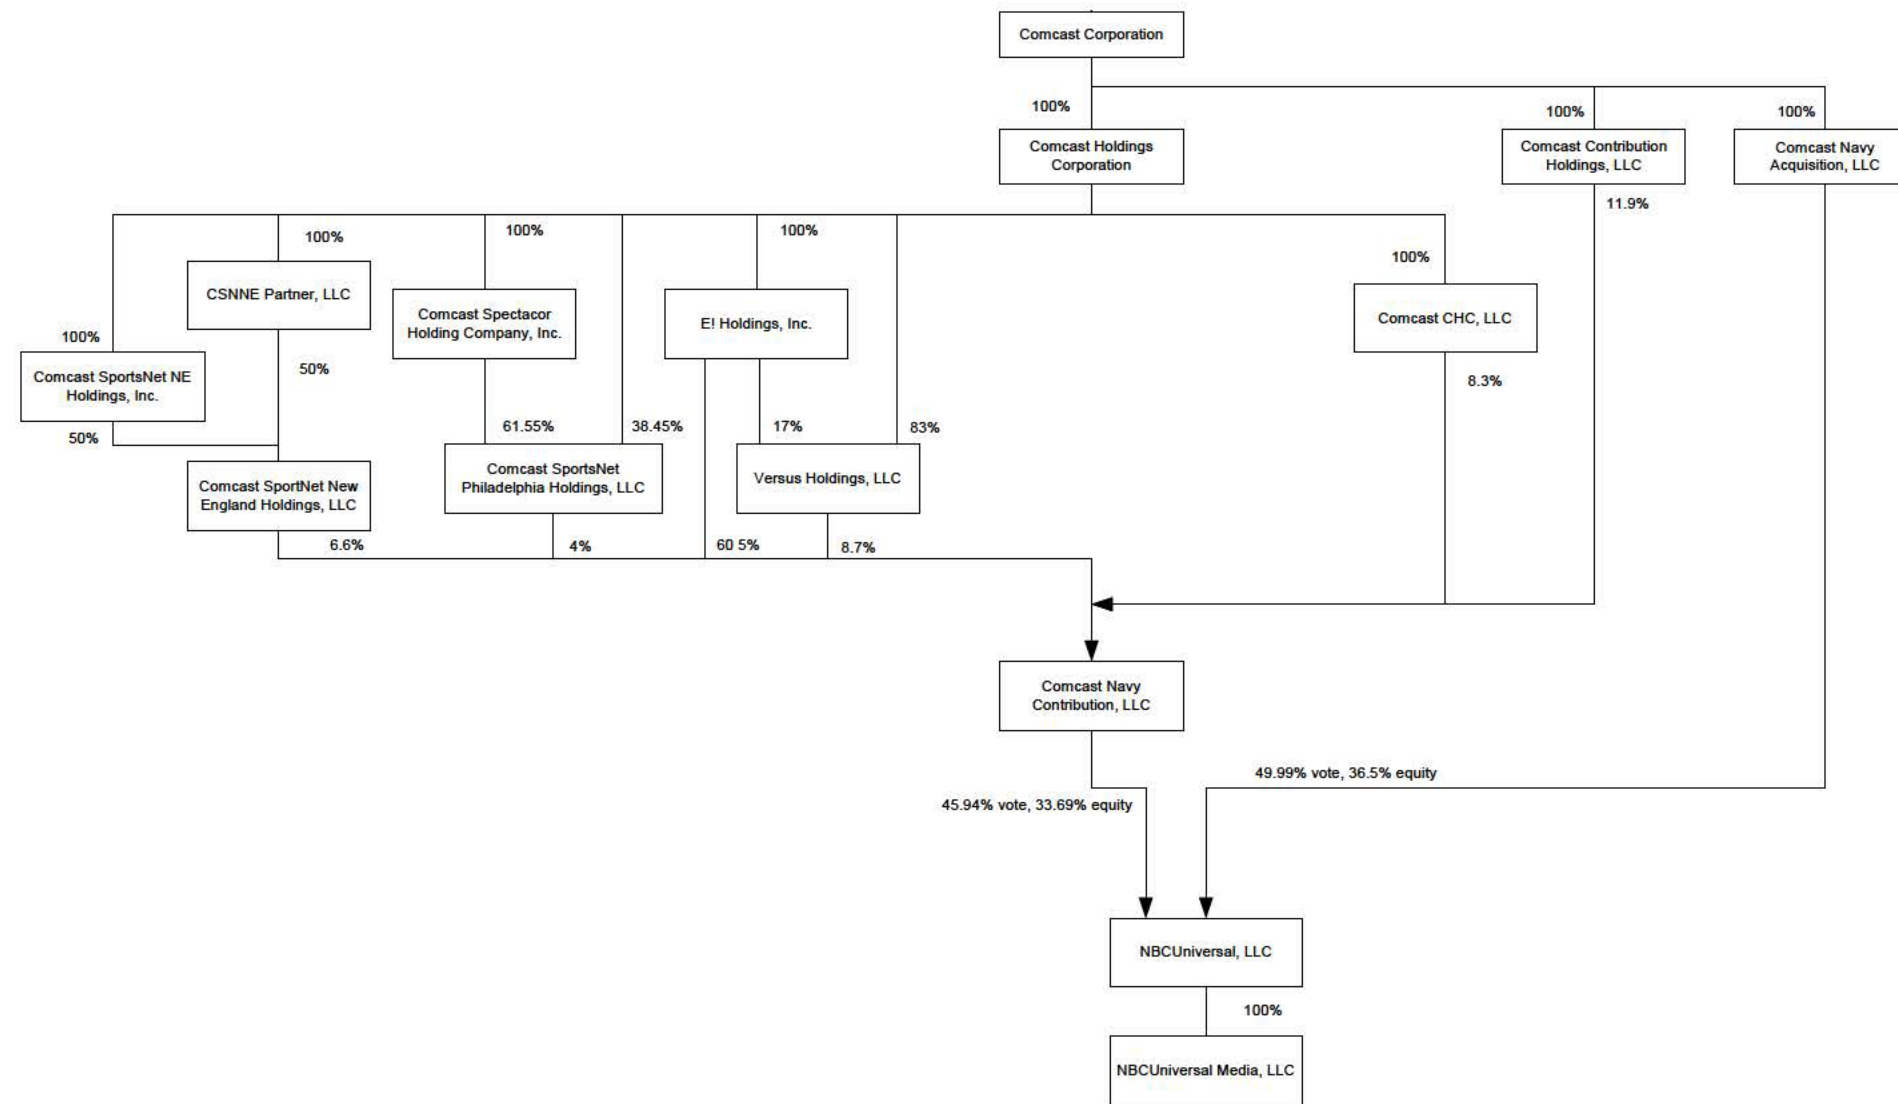 Comcast Corporation
100%
100%
100%
Comcast Holdings
Corporation
Comcast Contribution
Holdings, LLC
Comcast Navy
Acquisition, LLC
11.9%
100%
100%
100%
100%
CSNNE Partner, LLC
Comcast Spectacor
Holding Company, Inc.
E! Holdings, Inc.
Comcast CHC, LLC
100%
Comcast SportsNet NE
Holdings, Inc.
50%
8.3%
50%
61.55%
38.45%
17%
83%
Comcast SportNet New
England Holdings, LLC
Comcast SportsNet
Philadelphia Holdings, LLC
Versus Holdings, LLC
6.6%
4%
60 5%
8.7%
Comcast Navy
Contribution, LLC
49.99% vote, 36.5% equity
45.94% vote, 33.69% equity
NBCUniversal, LLC
100%
NBCUniversal Media, LLC